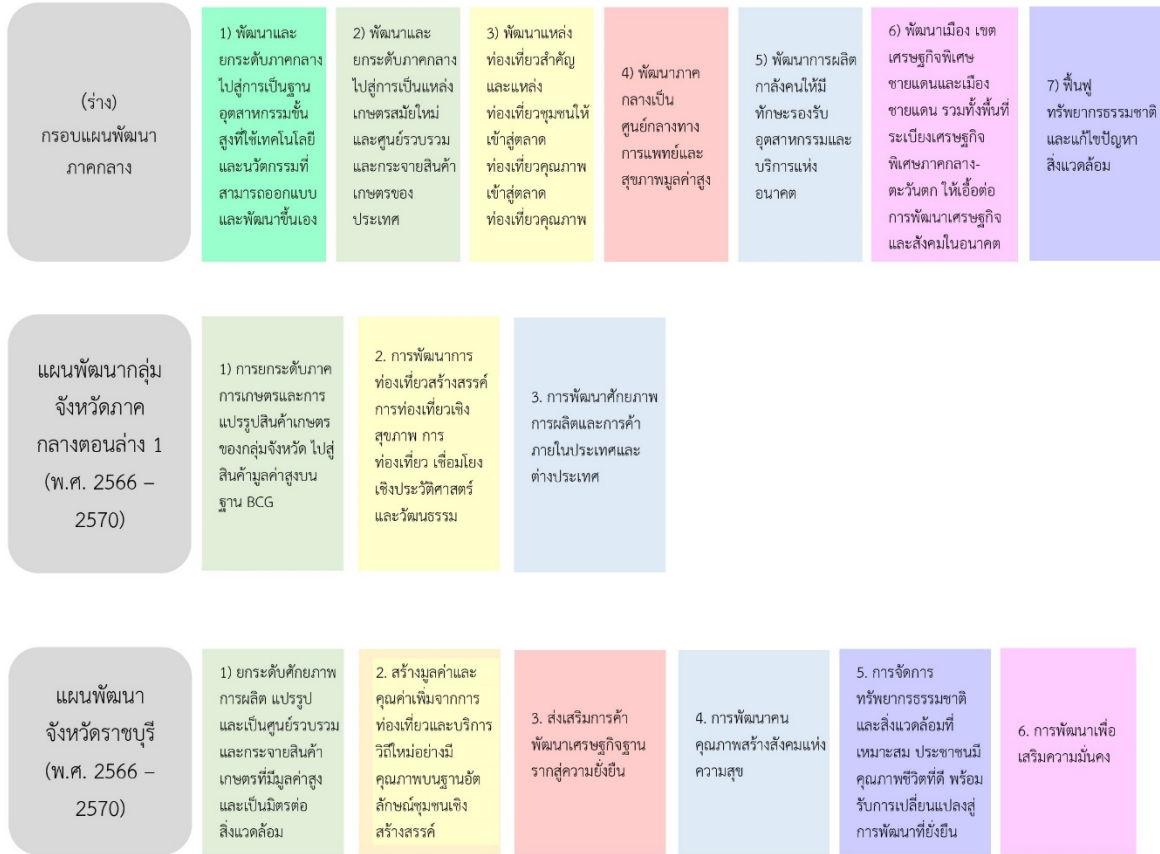 (ร่าง)
กรอบแผนพัฒนา
ภาคกลาง
1) พัฒนาและ
ยกระดับภาคกลาง
ไปสู่การเป็นฐาน
อุตสาหกรรมขั้น
สูงที่ใช้เทคโนโลยี
และนวัตกรรมที่
สามารถออกแบบ
และพัฒนาขึ้นเอง
2) พัฒนาและ
ยกระดับภาคกลาง
ไปสู่การเป็นแหล่ง
เกษตรสมัยใหม่
และศูนย์รวบรวม
และกระจายสินค้า
เกษตรของ
ประเทศ
3) พัฒนาแหล่ง
ท่องเที่ยวสำคัญ
และแหล่ง
ท่องเที่ยวชุมชนให้
เข้าสู่ตลาด
ท่องเที่ยวคุณภาพ
เข้าสู่ตลาด
ท่องเที่ยวคุณภาพ
4) พัฒนาภาค
กลางเป็น
ศูนย์กลางทาง
การแพทย์และ
สุขภาพมูลค่าสูง
5) พัฒนาการผลิต
กาลังคนให้มี
ทักษะรองรับ
อุตสาหกรรมและ
บริการแห่ง
อนาคต
6) พัฒนาเมือง เขต
เศรษฐกิจพิเศษ
ชายแดนและเมือง
ชายแดน รวมทั้งพื้นที่
ระเบียงเศรษฐกิจ
พิเศษภาคกลาง-
ตะวันตก ให้เอื้อต่อ
การพัฒนาเศรษฐกิจ
และสังคมในอนาคต
7) ฟื้นฟู
ทรัพยากรธรรมชาติ
และแก้ไขปัญหา
สิ่งแวดล้อม
แผนพัฒนากลุ่ม
จังหวัดภาค
กลางตอนล่าง 1
(พ.ศ. 2566 –
2570)
1) การยกระดับภาค
การเกษตรและการ
แปรรูปสินค้าเกษตร
ของกลุ่มจังหวัด ไปสู่
สินค้ามูลค่าสูงบน
ฐาน BCG
2. การพัฒนาการ
ท่องเที่ยวสร้างสรรค์
การท่องเที่ยวเชิง
สุขภาพ การ
ท่องเที่ยว เชื่อมโยง
เชิงประวัติศาสตร์
และวัฒนธรรม
3. การพัฒนาศักยภาพ
การผลิตและการค้า
ภายในประเทศและ
ต่างประเทศ
แผนพัฒนา
จังหวัดราชบุรี
(พ.ศ. 2566 –
2570)
1) ยกระดับศักยภาพ
การผลิต แปรรูป
และเป็นศูนย์รวบรวม
และกระจายสินค้า
เกษตรที่มีมูลค่าสูง
และเป็นมิตรต่อ
สิ่งแวดล้อม
2. สร้างมูลค่าและ
คุณค่าเพิ่มจากการ
ท่องเที่ยวและบริการ
วิถีใหม่อย่างมี
คุณภาพบนฐานอัต
ลักษณ์ชุมชนเชิง
สร้างสรรค์
3. ส่งเสริมการค้า
พัฒนาเศรษฐกิจฐาน
รากสู่ความยั่งยืน
4. การพัฒนาคน
คุณภาพสร้างสังคมแห่ง
ความสุข
5. การจัดการ
ทรัพยากรธรรมชาติ
และสิ่งแวดล้อมที่
เหมาะสม ประชาชนมี
คุณภาพชีวิตที่ดี พร้อม
รับการเปลี่ยนแปลงสู่
การพัฒนาที่ยั่งยืน
6. การพัฒนาเพื่อ
เสริมความมั่นคง